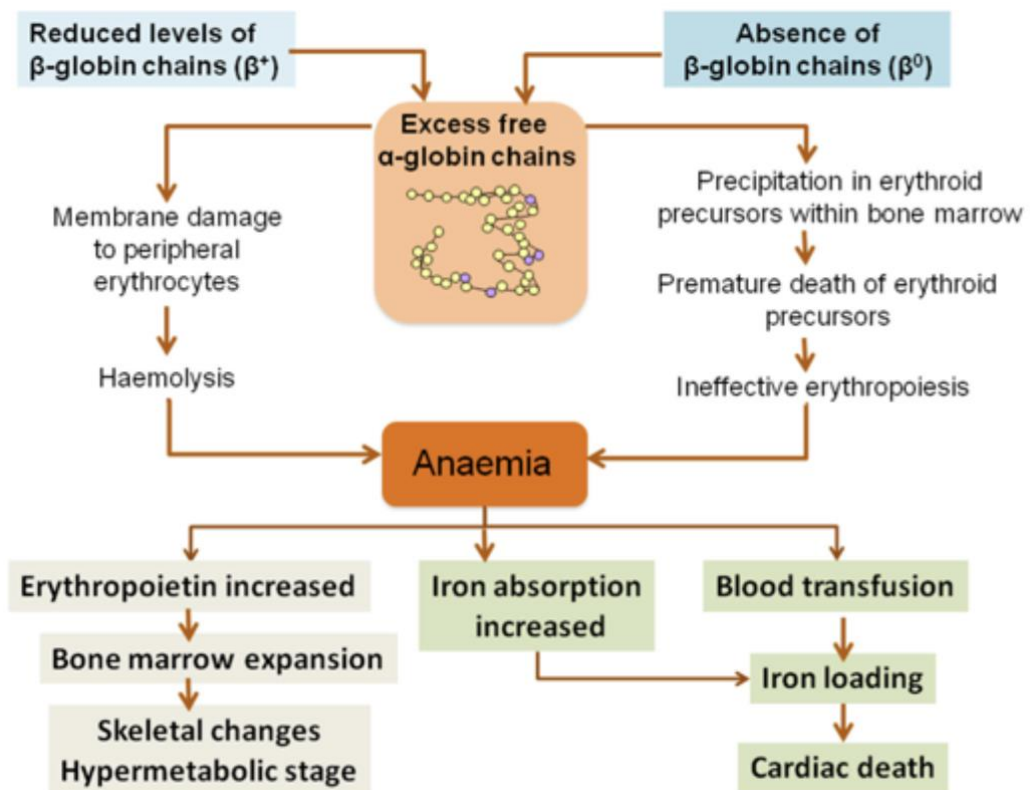 Reduced levels of
β-globin chains (β⁺)
Absence of
β-globin chains (β⁰)
Excess free
α-globin chains
Membrane damage
to peripheral
erythrocytes
Haemolysis
Precipitation in erythroid
precursors within bone marrow
Premature death of erythroid
precursors
Ineffective erythropoiesis
Anaemia
Erythropoietin increased
Bone marrow expansion
Skeletal changes
Hypermetabolic stage
Iron absorption
increased
Blood transfusion
Iron loading
Cardiac death